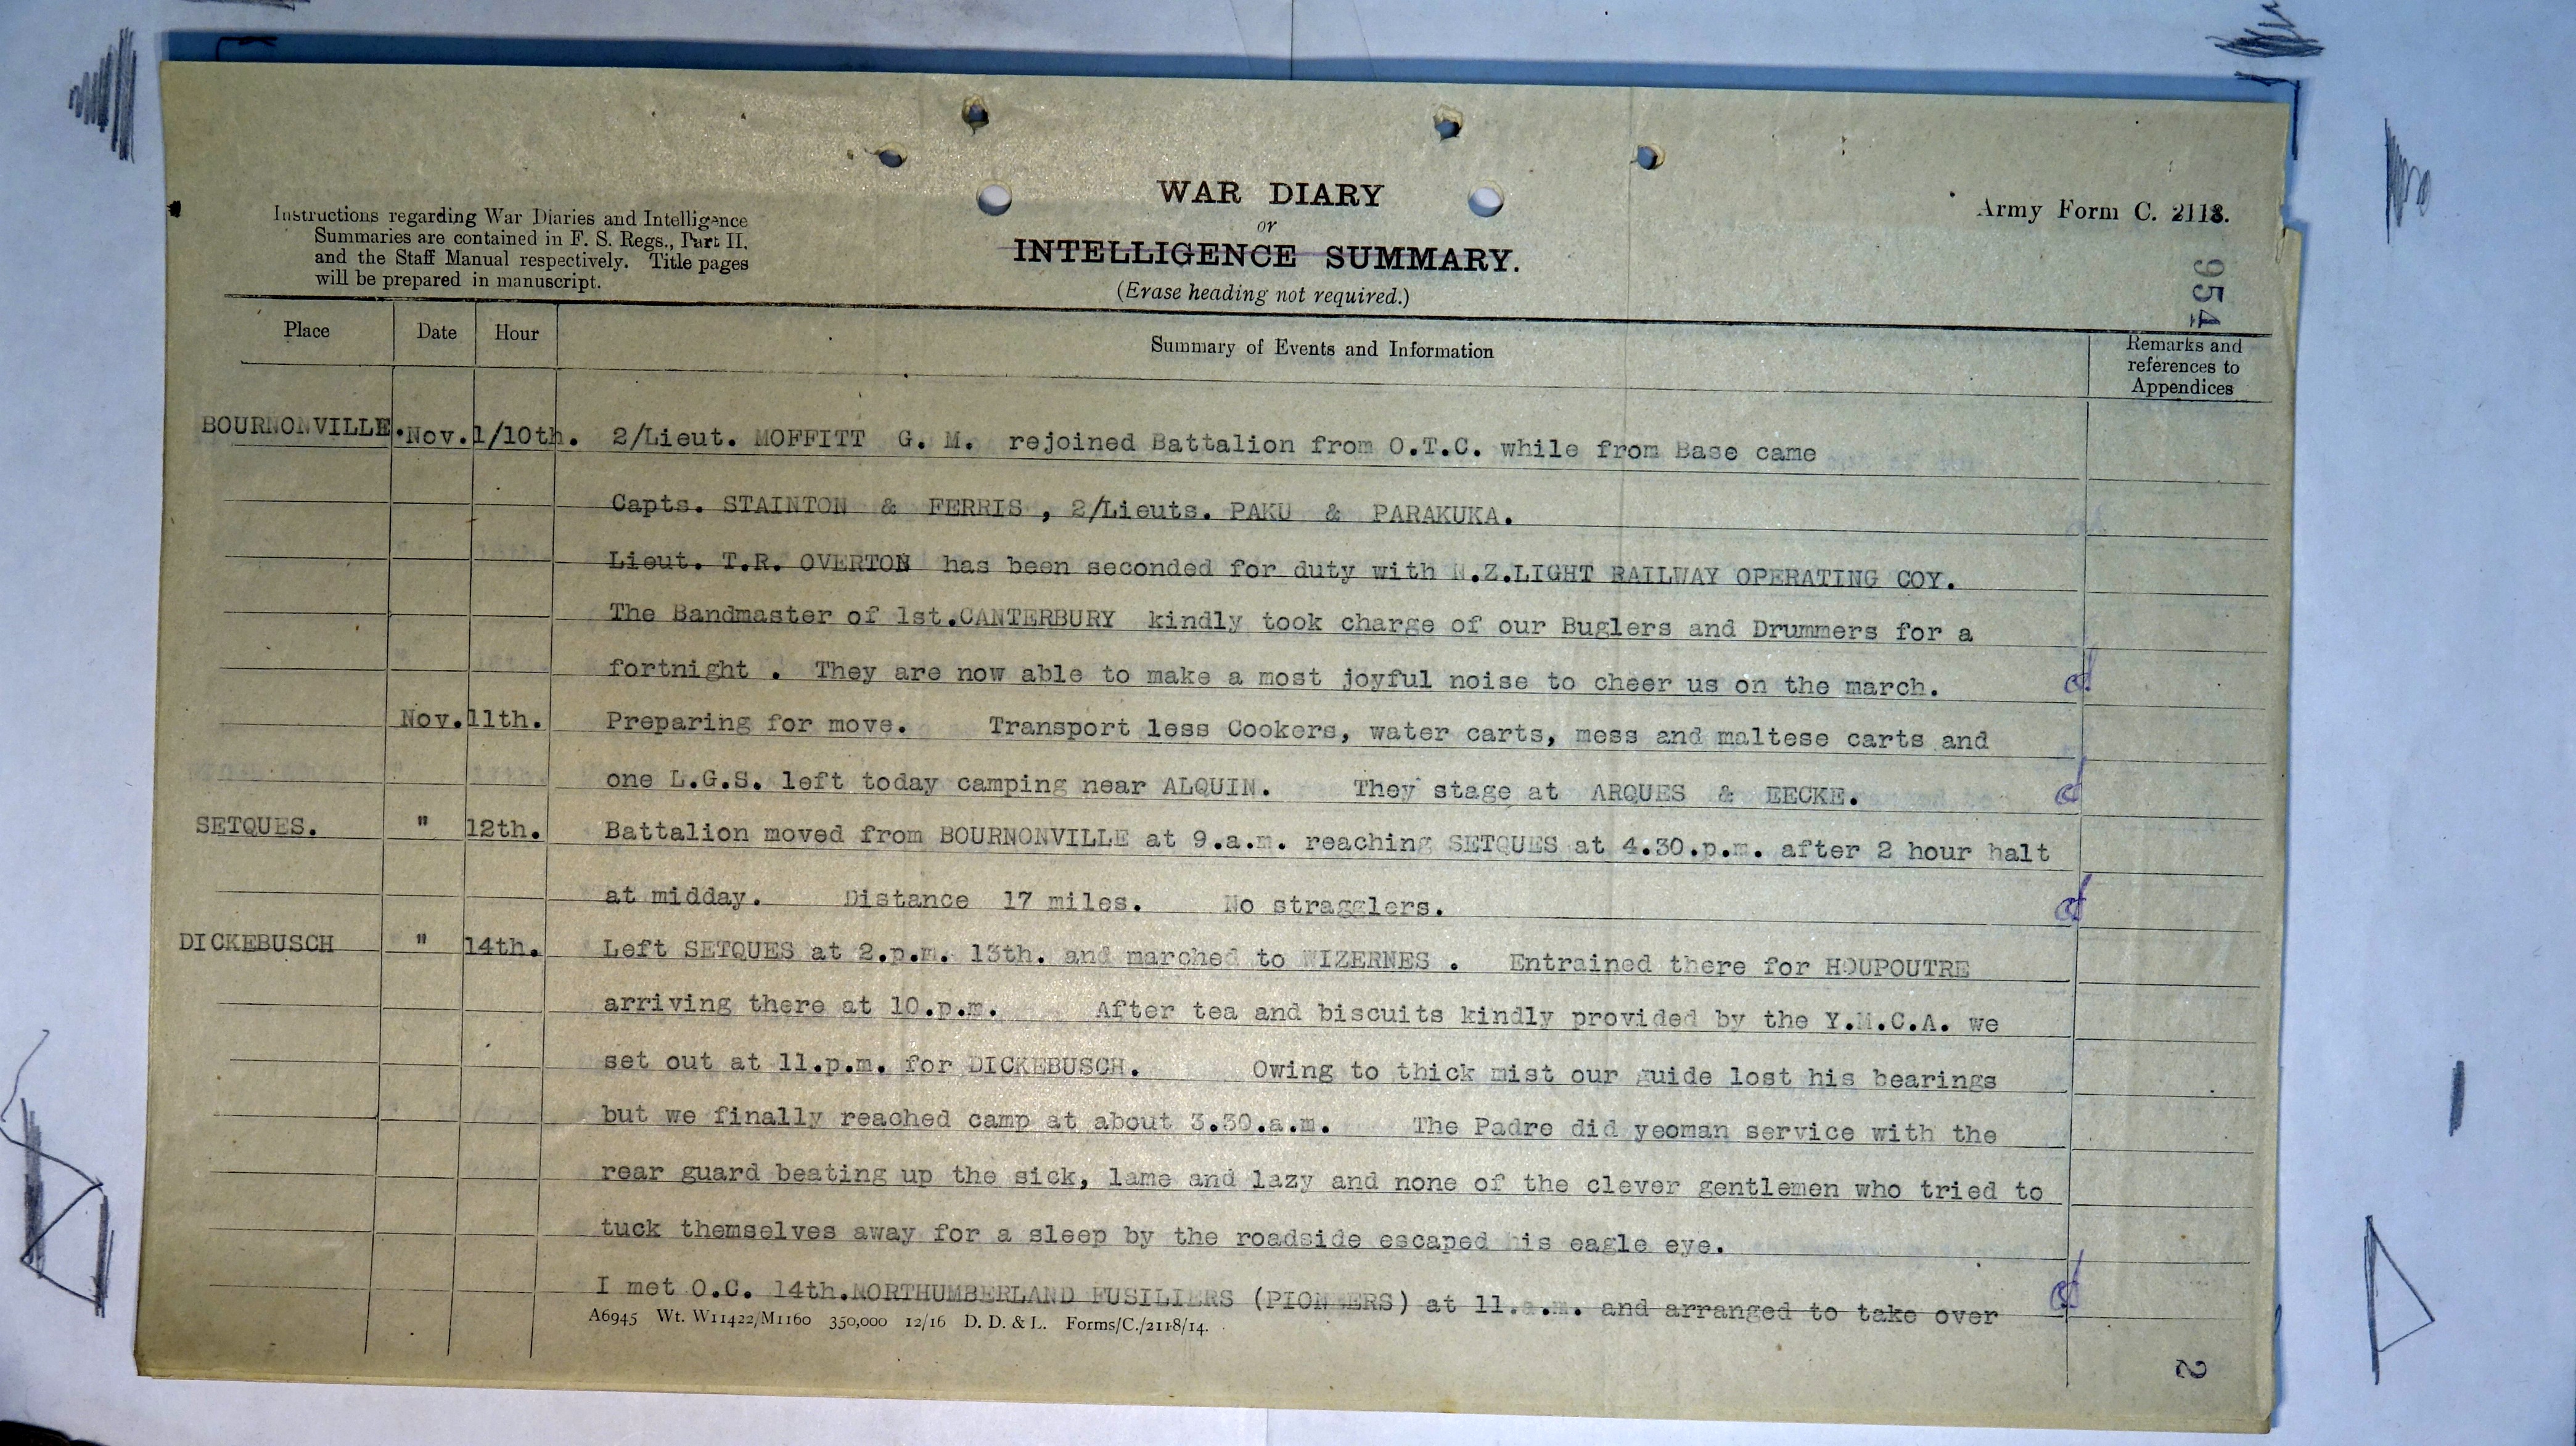 Instructions regarding War Diaries and Intelligence
Summaries are contained in F. S. Regs., Part II.
and the Staff Manual respectively. Title pages
will be prepared in manuscript.
WAR DIARY
or
INTELLIGENCE SUMMARY.
(Erase heading not required.)
Army Form C. 2118.
954
Place Date Hour Summary of Events and Information Remarks and
references to
Appendices
BOURNONVILLE. Nov. 1/10th. 2/Lieut. MOFFITT G. M. rejoined Battalion from O.T.C. while from Base came
Capts. STAINTON & FERRIS , 2/Lieuts. PAKU & PARAKUKA.
Lieut. T.R. OVERTON has been seconded for duty with N.Z.LIGHT RAILWAY OPERATING COY.
The Bandmaster of 1st.CANTERBURY kindly took charge of our Buglers and Drummers for a
fortnight . They are now able to make a most joyful noise to cheer us on the march.
Nov. 11th. Preparing for move. Transport less Cookers, water carts, mess and maltese carts and
one L.G.S. left today camping near ALQUIN. They stage at ARQUES & EECKE.
SETQUES. " 12th. Battalion moved from BOURNONVILLE at 9.a.m. reaching SETQUES at 4.30.p.m. after 2 hour halt
at midday. Distance 17 miles. No stragglers.
DICKEBUSCH " 14th. Left SETQUES at 2.p.m. 13th. and marched to WIZERNES . Entrained there for HOUPOUTRE
arriving there at 10.p.m. After tea and biscuits kindly provided by the Y.M.C.A. we
set out at 11.p.m. for DICKEBUSCH. Owing to thick mist our guide lost his bearings
but we finally reached camp at about 3.30.a.m. The Padre did yeoman service with the
rear guard beating up the sick, lame and lazy and none of the clever gentlemen who tried to
tuck themselves away for a sleep by the roadside escaped his eagle eye.
I met O.C. 14th.NORTHUMBERLAND FUSILIERS (PIONEERS) at 11.a.m. and arranged to take over
A6945 Wt. W11422/M1160 350,000 12/16 D. D. & L. Forms/C./2118/14.
2